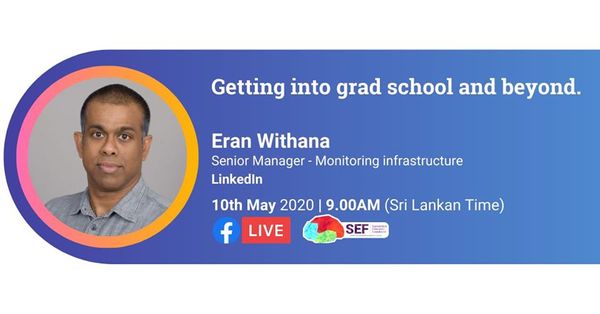 Getting into grad school and beyond.
Eran Withana
Senior Manager - Monitoring infrastructure
LinkedIn
10th May 2020 | 9.00AM (Sri Lankan Time)
f LIVE SEF